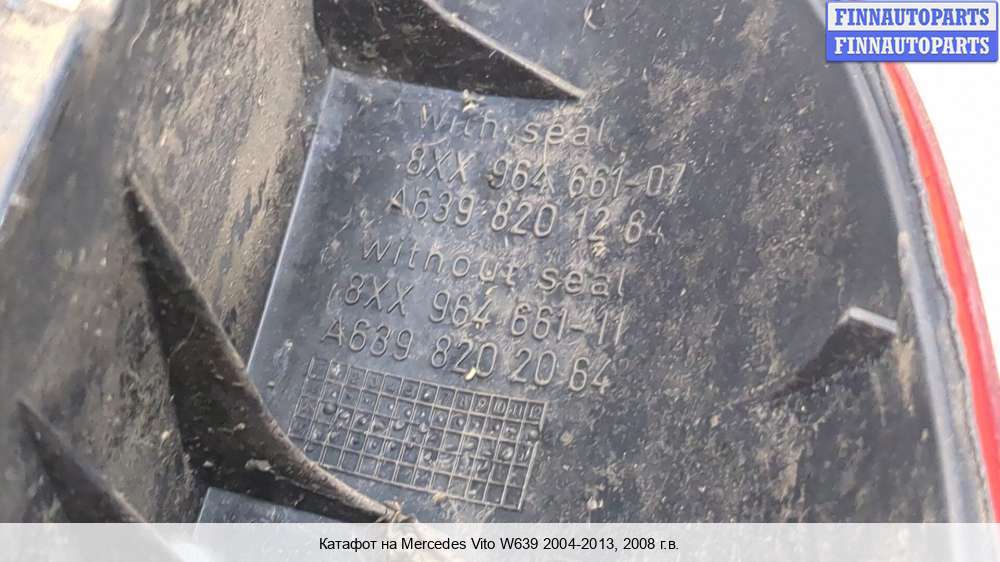 FINNAUTOPARTS
FINNAUTOPARTS
With seal
8XX 964 661-07
A639 820 12 64
without seal
8XX 964 661-11
A639 820 20 64
Катафот на Mercedes Vito W639 2004-2013, 2008 г.в.